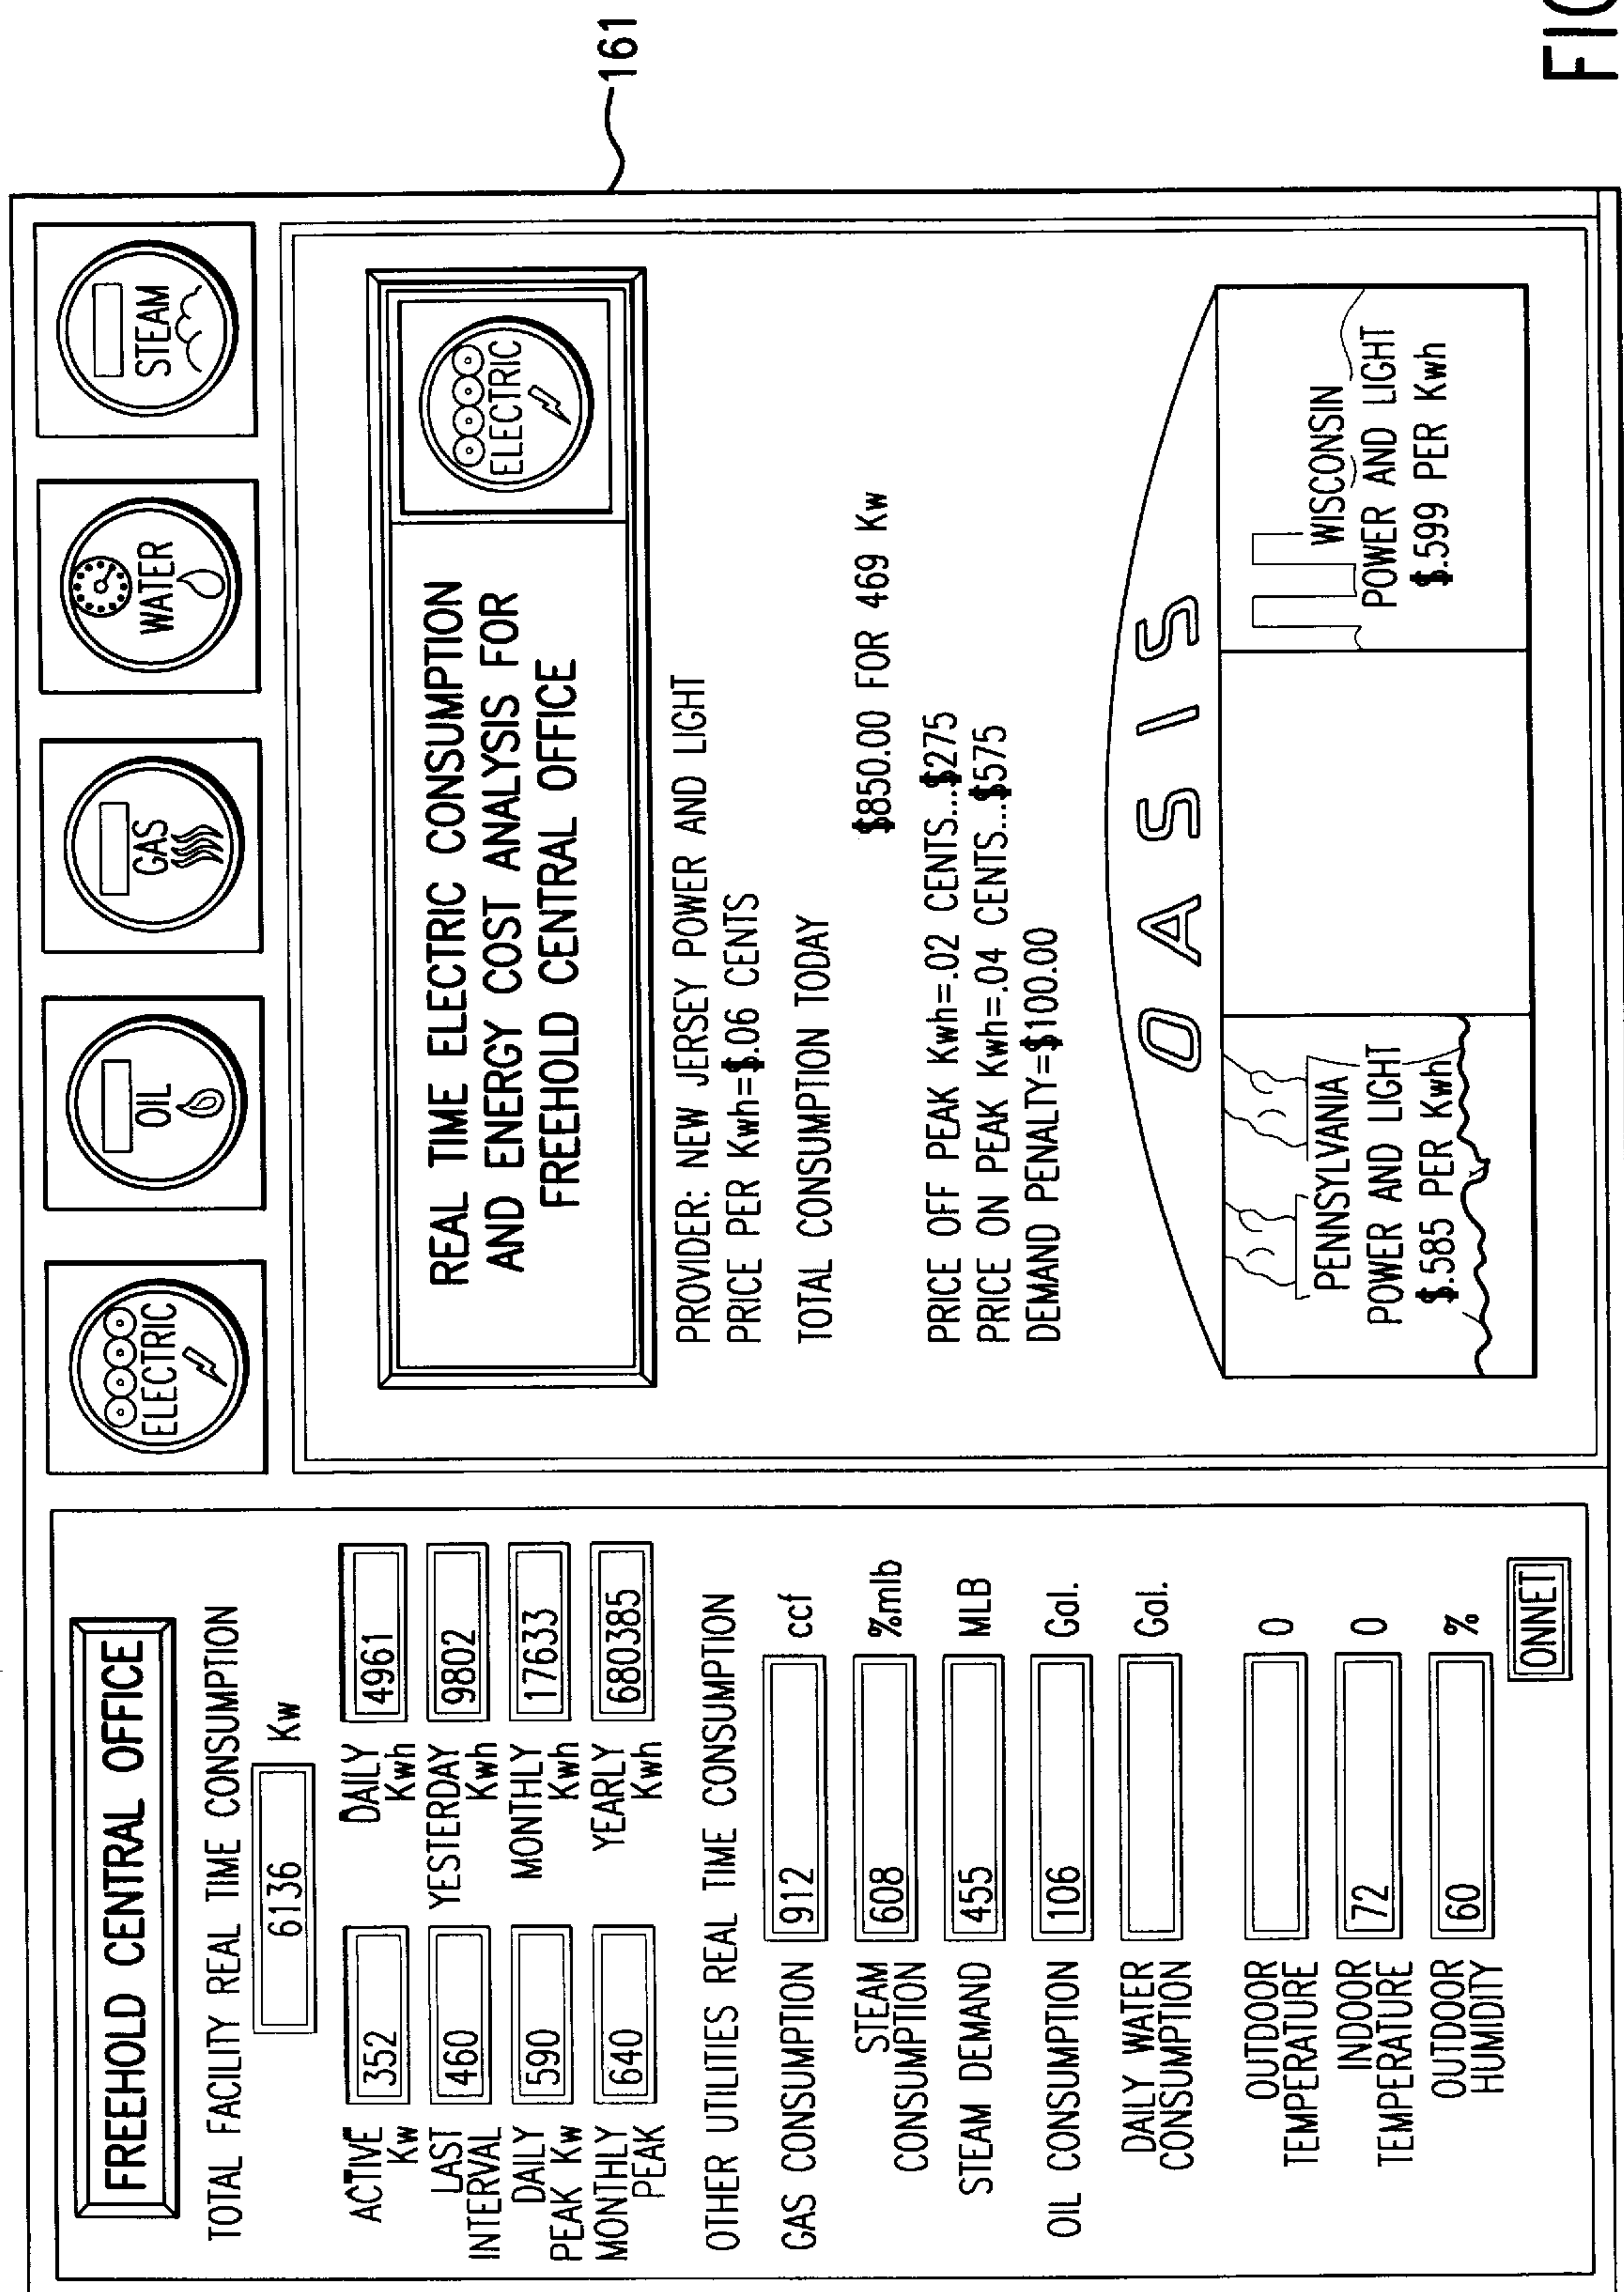 FREEHOLD CENTRAL OFFICE
TOTAL FACILITY REAL TIME CONSUMPTION
6136 Kw
ACTIVE Kw 352 DAILY Kwh 4961
LAST INTERVAL 460 YESTERDAY Kwh 9802
DAILY PEAK Kw 590 MONTHLY Kwh 17633
MONTHLY PEAK 640 YEARLY Kwh 680385
OTHER UTILITIES REAL TIME CONSUMPTION
GAS CONSUMPTION 912 ccf
STEAM CONSUMPTION 608 %mlb
STEAM DEMAND 455 MLB
OIL CONSUMPTION 106 Gal.
DAILY WATER CONSUMPTION Gal.
OUTDOOR TEMPERATURE O
INDOOR TEMPERATURE 72 O
OUTDOOR HUMIDITY 60 %
ONNET
ELECTRIC
OIL
GAS
WATER
STEAM
REAL TIME ELECTRIC CONSUMPTION
AND ENERGY COST ANALYSIS FOR
FREEHOLD CENTRAL OFFICE
ELECTRIC
PROVIDER: NEW JERSEY POWER AND LIGHT
PRICE PER Kwh=$.06 CENTS
TOTAL CONSUMPTION TODAY
$850.00 FOR 469 Kw
PRICE OFF PEAK Kwh=.02 CENTS...$275
PRICE ON PEAK Kwh=.04 CENTS...$575
DEMAND PENALTY=$100.00
OASIS
PENNSYLVANIA
POWER AND LIGHT
$.585 PER Kwh
WISCONSIN
POWER AND LIGHT
$.599 PER Kwh
161